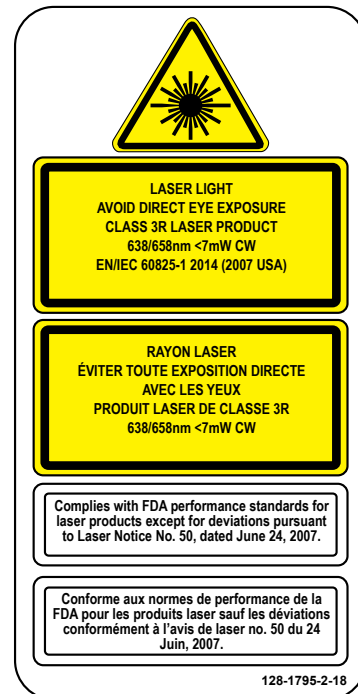 LASER LIGHT
AVOID DIRECT EYE EXPOSURE
CLASS 3R LASER PRODUCT
638/658nm <7mW CW
EN/IEC 60825-1 2014 (2007 USA)
RAYON LASER
ÉVITER TOUTE EXPOSITION DIRECTE
AVEC LES YEUX
PRODUIT LASER DE CLASSE 3R
638/658nm <7mW CW
Complies with FDA performance standards for
laser products except for deviations pursuant
to Laser Notice No. 50, dated June 24, 2007.
Conforme aux normes de performance de la
FDA pour les produits laser sauf les déviations
conformément à l’avis de laser no. 50 du 24
Juin, 2007.
128-1795-2-18